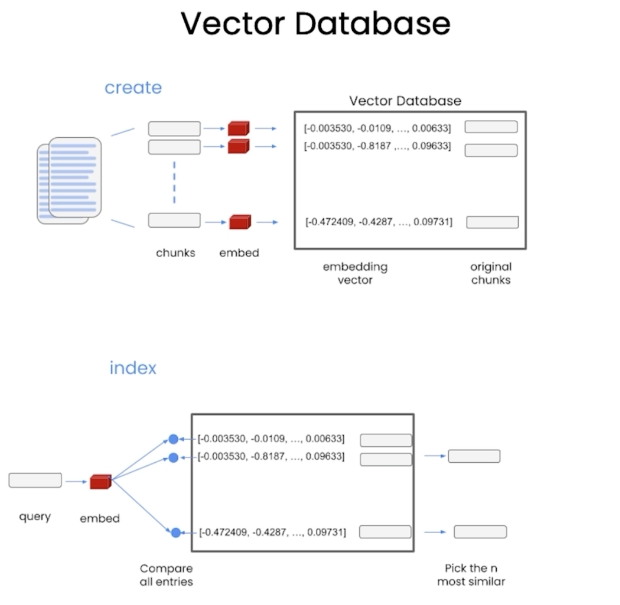 Vector Database
create
Vector Database
[-0.003530, -0.0109, ..., 0.00633]
[-0.003530, -0.8187 ,..., 0.09633]
[-0.472409, -0.4287, ..., 0.09731]
chunks
embed
embedding
vector
original
chunks
index
[-0.003530, -0.0109, ..., 0.00633]
[-0.003530, -0.8187, ..., 0.09633]
[-0.472409, -0.4287, ..., 0.09731]
query
embed
Compare
all entries
Pick the n
most similar